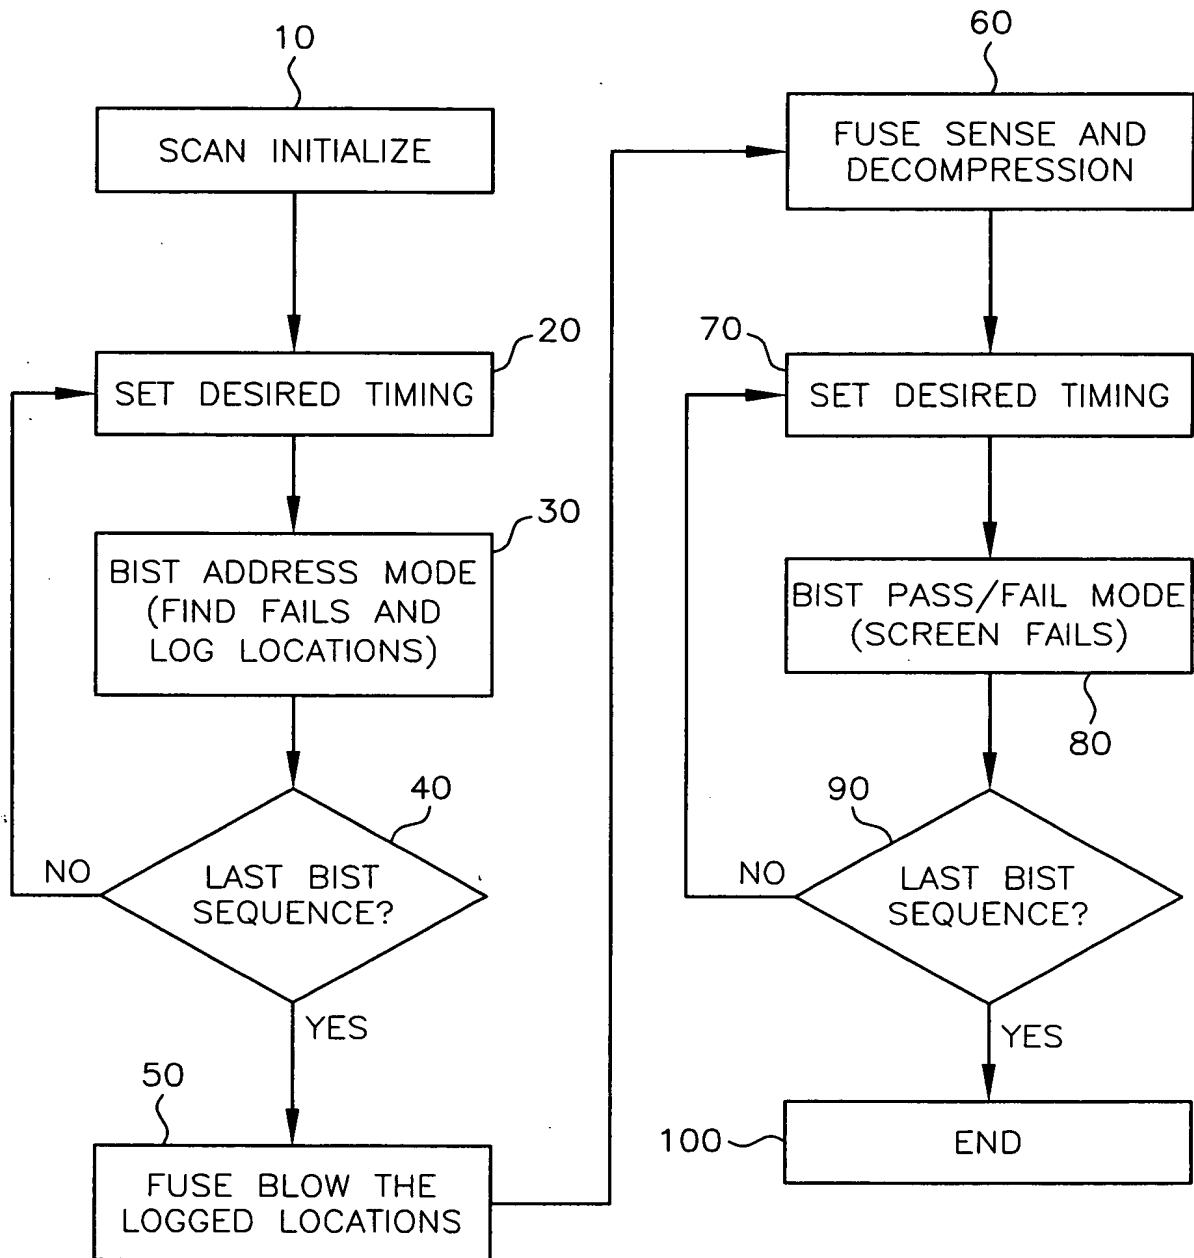 10
SCAN INITIALIZE
20
SET DESIRED TIMING
30
BIST ADDRESS MODE
(FIND FAILS AND
LOG LOCATIONS)
40
LAST BIST
SEQUENCE?
NO
YES
50
FUSE BLOW THE
LOGGED LOCATIONS
60
FUSE SENSE AND
DECOMPRESSION
70
SET DESIRED TIMING
BIST PASS/FAIL MODE
(SCREEN FAILS)
80
90
LAST BIST
SEQUENCE?
NO
YES
100
END